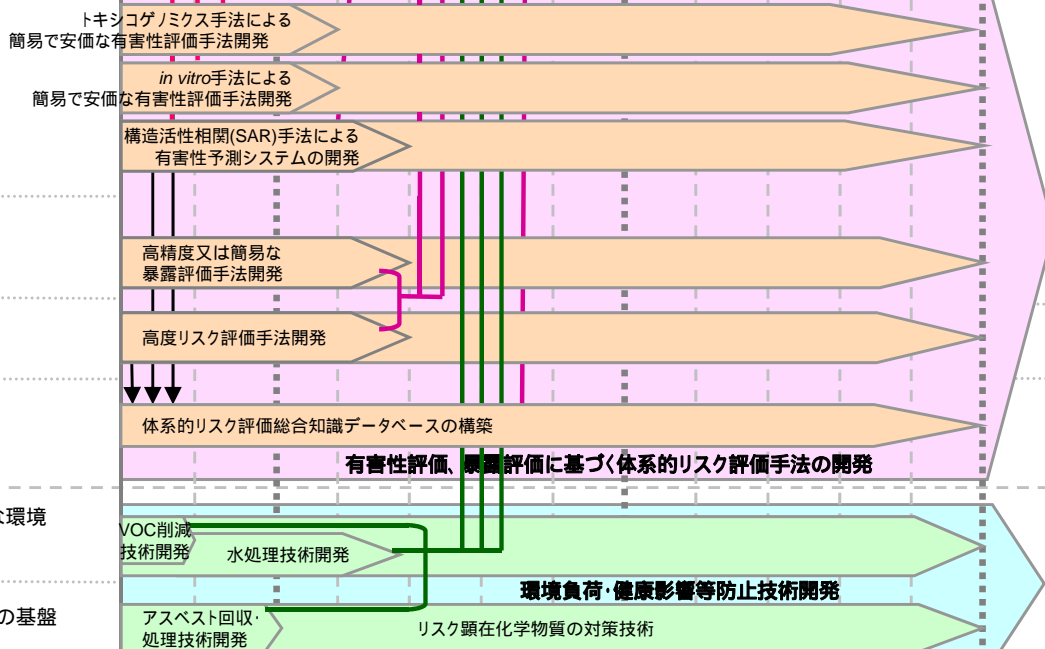 トキシコゲノミクス手法による
簡易で安価な有害性評価手法開発
in vitro手法による
簡易で安価な有害性評価手法開発
構造活性相関(SAR)手法による
有害性予測システムの開発
高精度又は簡易な
暴露評価手法開発
高度リスク評価手法開発
体系的リスク評価総合知識データベースの構築
有害性評価、暴露評価に基づく体系的リスク評価手法の開発
な環境
VOC削減
技術開発
水処理技術開発
環境負荷・健康影響等防止技術開発
の基盤
アスベスト回収・
処理技術開発
リスク顕在化学物質の対策技術